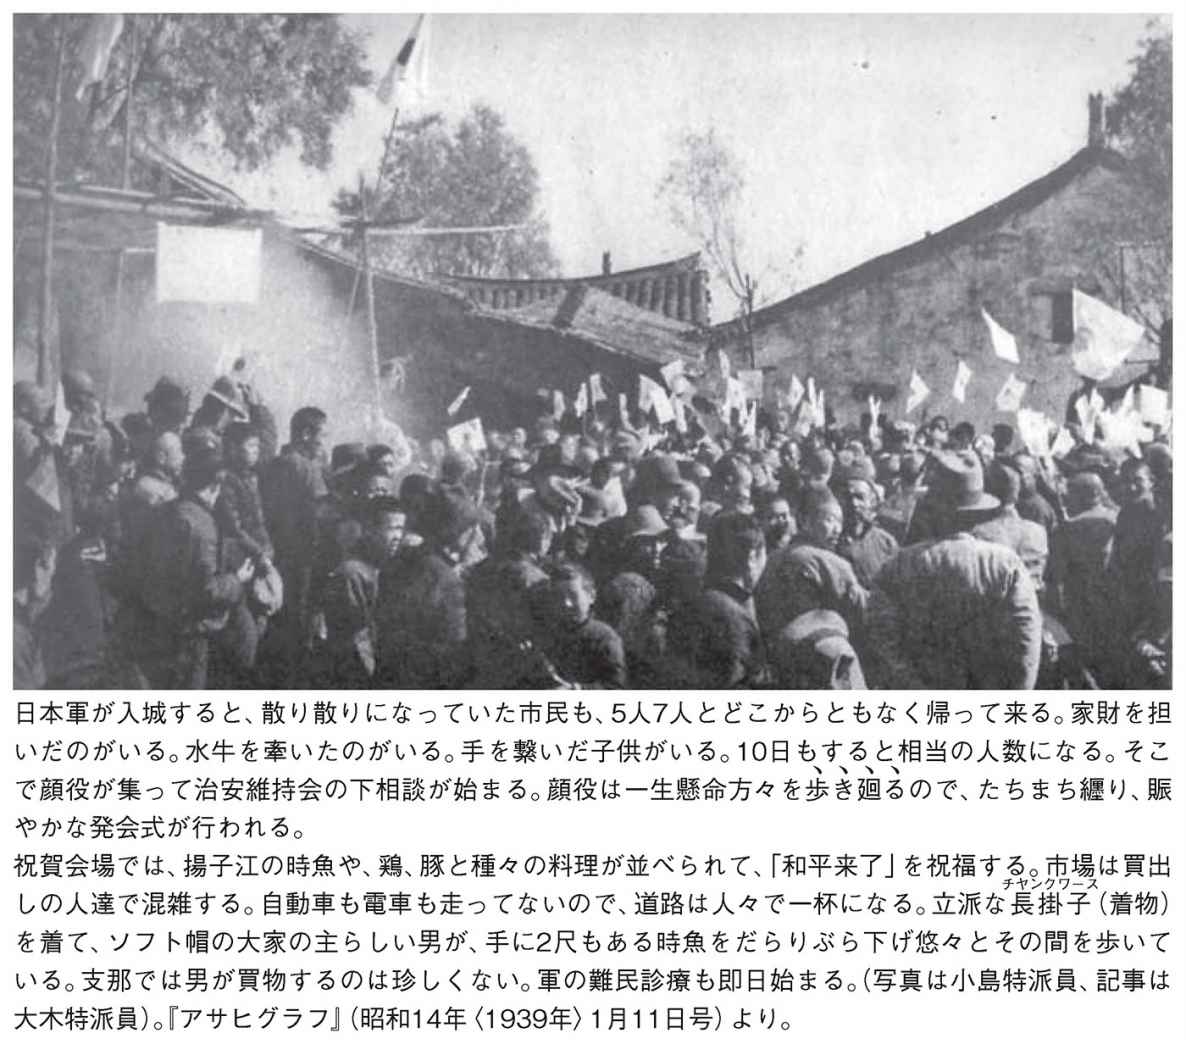 日本軍が入城すると、散り散りになっていた市民も、5人7人とどこからともなく帰って来る。家財を担
いだのがいる。水牛を牽いたのがいる。手を繋いだ子供がいる。10日もすると相当の人数になる。そこ
で顔役が集って治安維持会の下相談が始まる。顔役は一生懸命方々を歩き廻るので、たちまち纏り、賑
やかな発会式が行われる。
祝賀会場では、揚子江の時魚や、鶏、豚と種々の料理が並べられて、「和平来了」を祝福する。市場は買出
しの人達で混雑する。自動車も電車も走ってないので、道路は人々で一杯になる。立派な長掛子（着物）
チャンクワース
を着て、ソフト帽の大家の主らしい男が、手に2尺もある時魚をだらりぶら下げ悠々とその間を歩いて
いる。支那では男が買物するのは珍しくない。軍の難民診療も即日始まる。（写真は小島特派員、記事は
大木特派員）。『アサヒグラフ』（昭和14年〈1939年〉1月11日号）より。